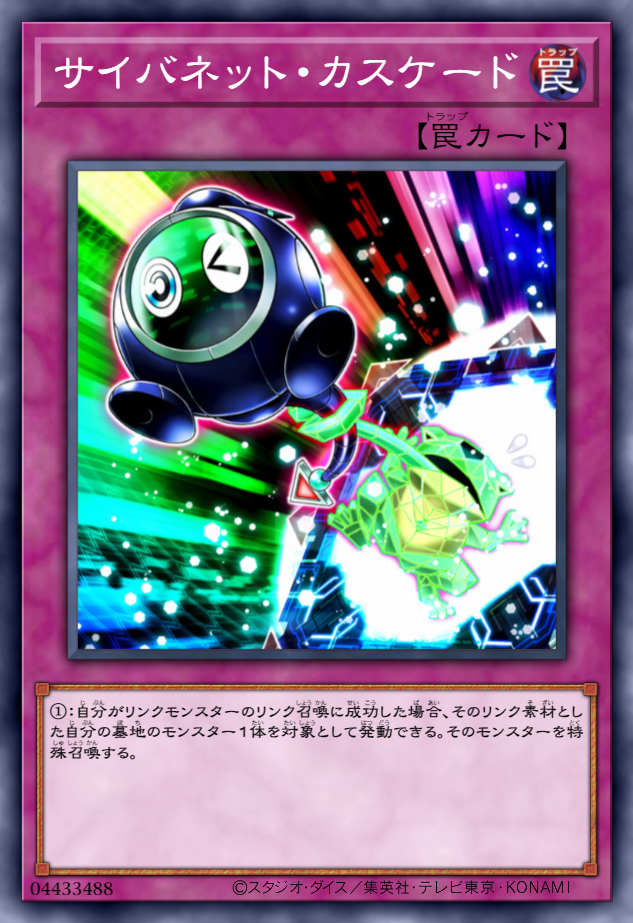 サイバネット・カスケード
トラップ
罠
トラップ
【罠カード】
①:自分がリンクモンスターのリンク召喚に成功した場合、そのリンク素材とし
た自分の墓地のモンスター1体を対象として発動できる。そのモンスターを特
殊召喚する。
04433488
©スタジオ・ダイス／集英社・テレビ東京・KONAMI